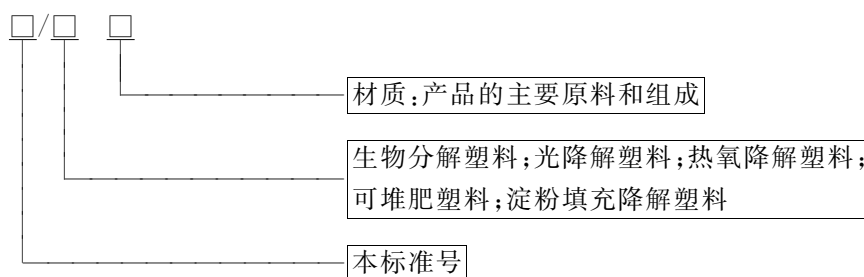 □/□ □
材质:产品的主要原料和组成
生物分解塑料;光降解塑料;热氧降解塑料;
可堆肥塑料;淀粉填充降解塑料
本标准号